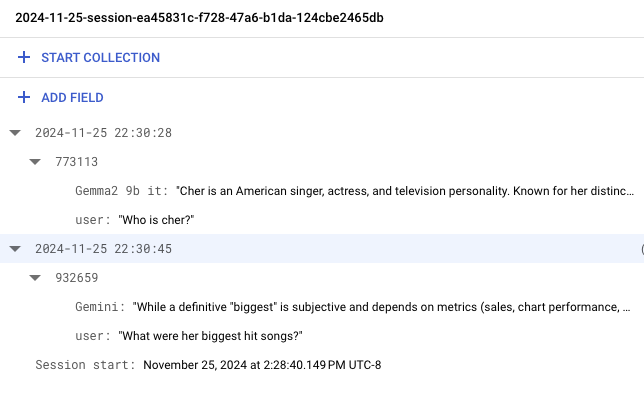 2024-11-25-session-ea45831c-f728-47a6-b1da-124cbe2465db
START COLLECTION
ADD FIELD
2024-11-25 22:30:28
773113
Gemma2 9b it: "Cher is an American singer, actress, and television personality. Known for her distinc…
user: "Who is cher?"
2024-11-25 22:30:45
932659
Gemini: "While a definitive "biggest" is subjective and depends on metrics (sales, chart performance, …
user: "What were her biggest hit songs?"
Session start: November 25, 2024 at 2:28:40.149 PM UTC-8